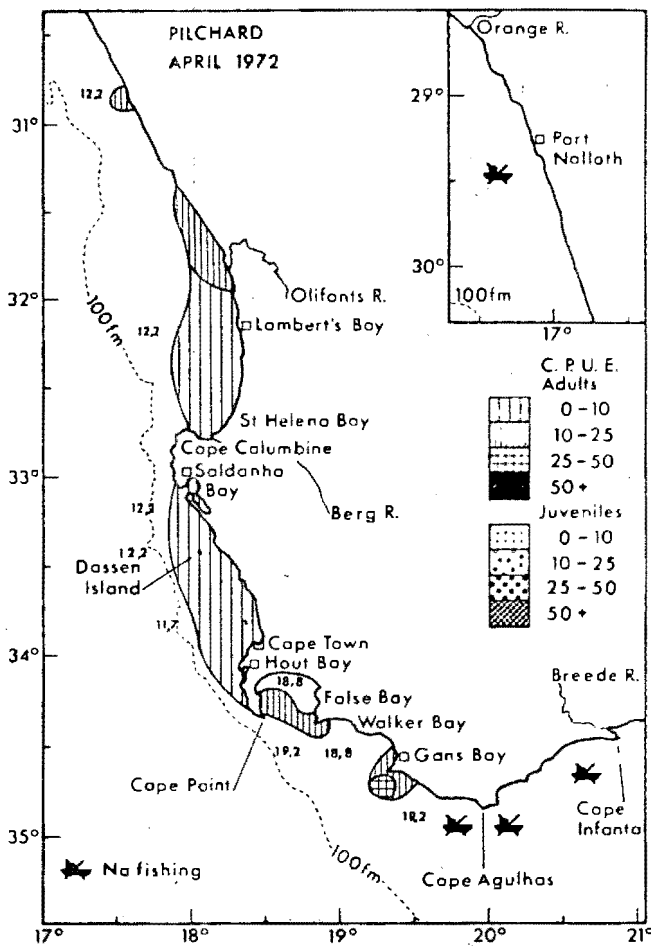 PILCHARD
APRIL 1972
Orange R.
29°
Port
Nolloth
30°
100fm
17°
12,2
31°
Olifants R.
32°
100fm
12,2
Lambert's Bay
C. P. U. E.
Adults
0-10
10-25
25-50
50+
Juveniles
0-10
10-25
25-50
50+
St Helena Bay
Cape Columbine
33°
Saldanha
Bay
Berg R.
12,2
12,2
Dassen
Island
11,7
Cape Town
34°
Hout Bay
Breede R.
18,8
False Bay
Walker Bay
19,2
18,8
Gans Bay
Cape Point
18,2
Cape
Infanta
35°
100fm
No fishing
Cape Agulhas
17°
18°
19°
20°
21°